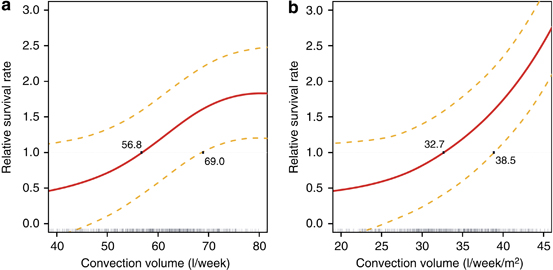 a
Relative survival rate
3.0
2.5
2.0
1.5
1.0
0.5
0.0
56.8
69.0
40 50 60 70 80
Convection volume (l/week)
b
Relative survival rate
3.0
2.5
2.0
1.5
1.0
0.5
0.0
32.7
38.5
20 25 30 35 40 45
Convection volume (l/week/m²)